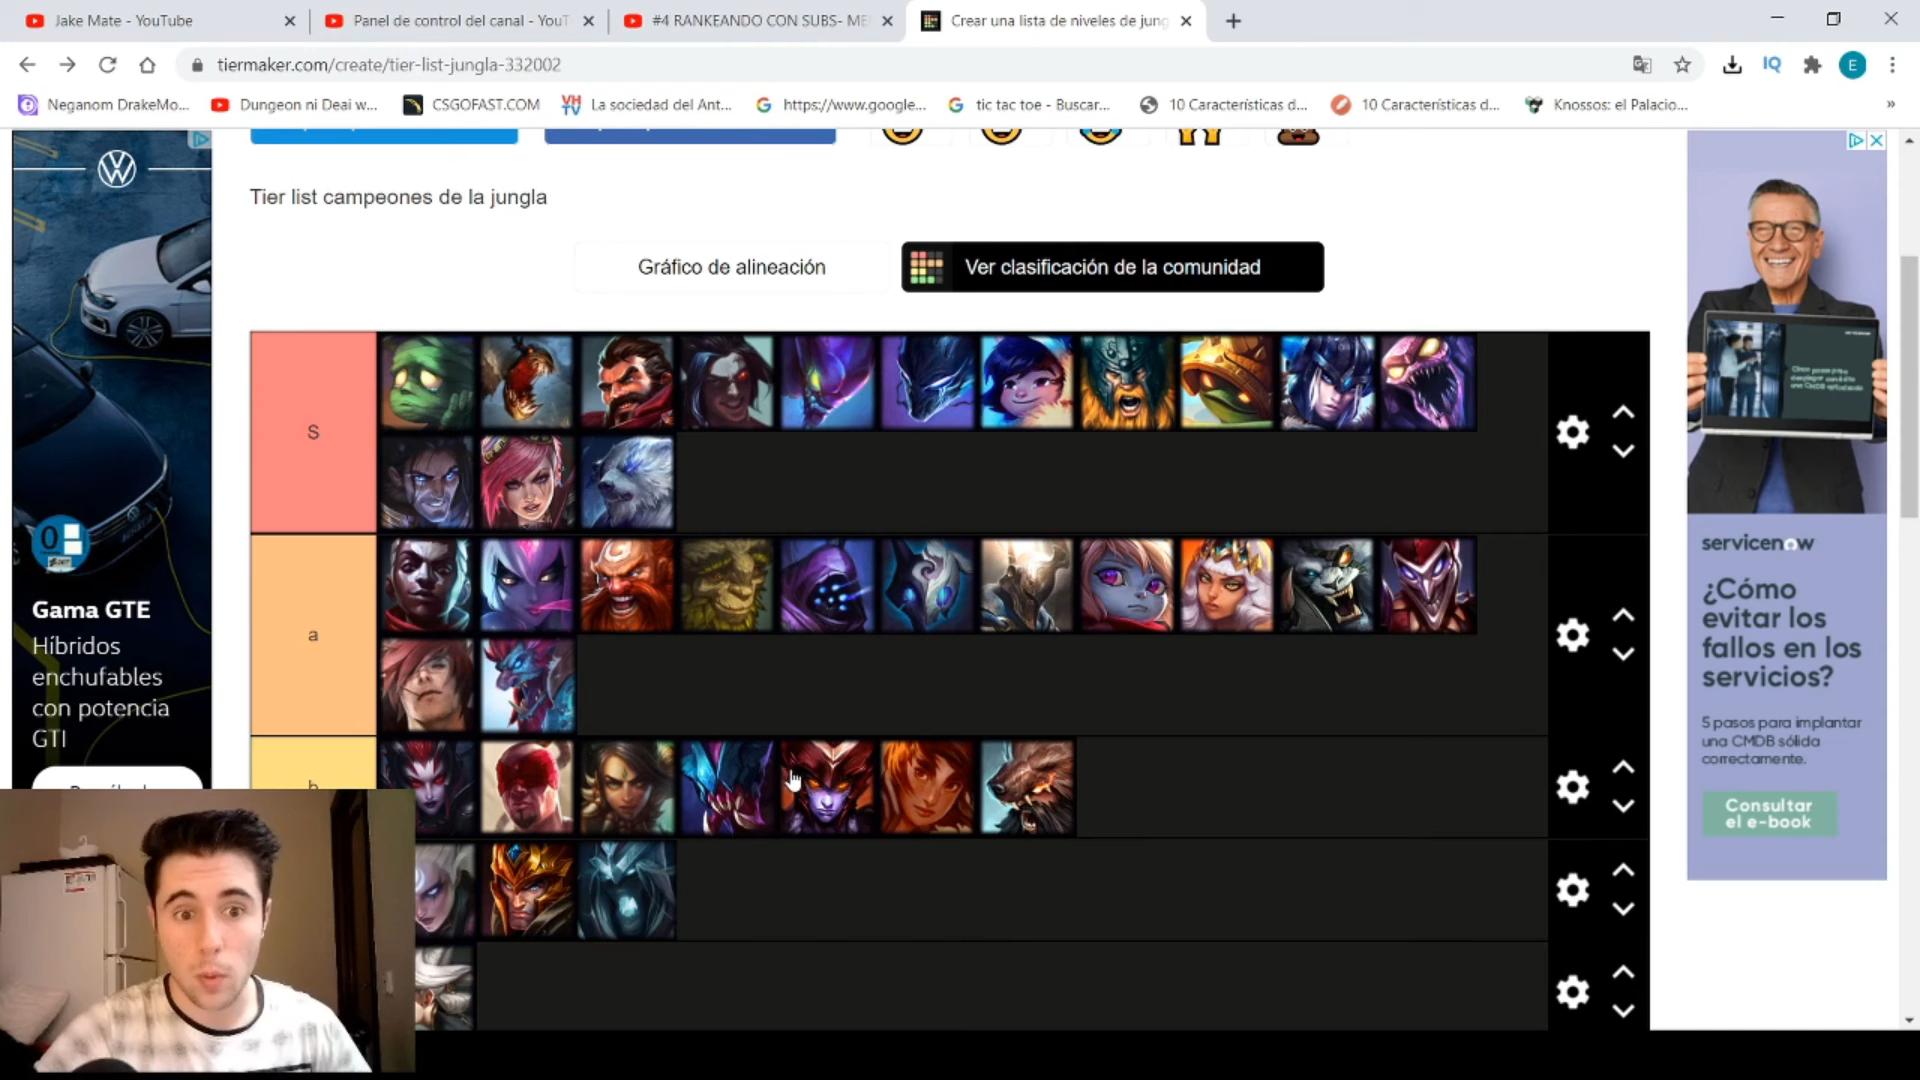 Jake Mate - YouTube
Panel de control del canal - YouT
#4 RANKEANDO CON SUBS- ME
Crear una lista de niveles de jung
tiermaker.com/create/tier-list-jungla-332002
IQ
E
Neganom DrakeMo...
Dungeon ni Deai w...
CSGOFAST.COM
VH TV
La sociedad del Ant...
https://www.google...
tic tac toe - Buscar...
10 Características d...
10 Características d...
Knossos: el Palacio...
»
Tier list campeones de la jungla
Gráfico de alineación
Ver clasificación de la comunidad
S
a
b
Gama GTE
Híbridos
enchufables
con potencia
GTI
servicenow
¿Cómo
evitar los
fallos en los
servicios?
5 pasos para implantar
una CMDB sólida
correctamente.
Consultar
el e-book